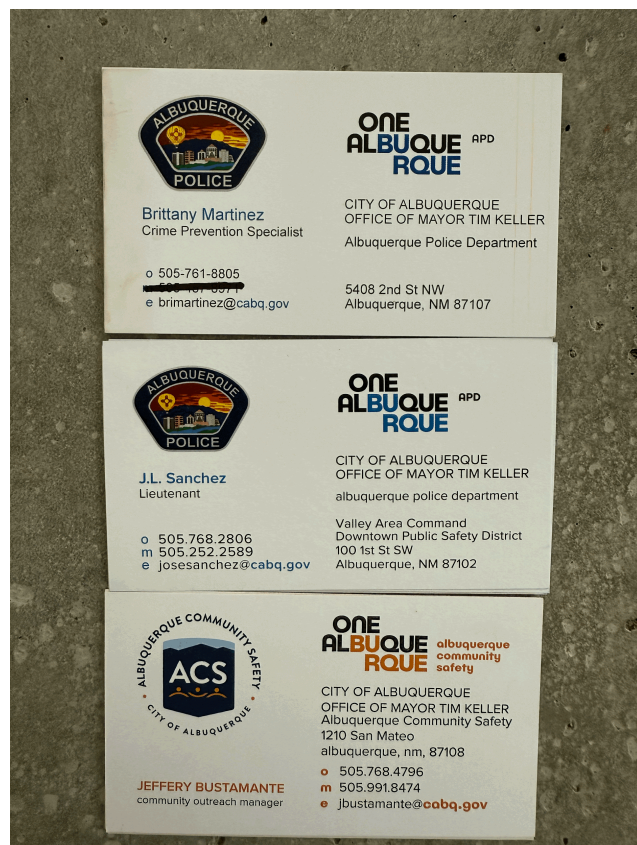 ALBUQUERQUE
POLICE
ONE
ALBUQUE
RQUE
APD
Brittany Martinez
Crime Prevention Specialist
CITY OF ALBUQUERQUE
OFFICE OF MAYOR TIM KELLER
Albuquerque Police Department
o 505-761-8805
m
e brimartinez@cabq.gov
5408 2nd St NW
Albuquerque, NM 87107
ALBUQUERQUE
POLICE
ONE
ALBUQUE
RQUE
APD
J.L. Sanchez
Lieutenant
CITY OF ALBUQUERQUE
OFFICE OF MAYOR TIM KELLER
albuquerque police department
o 505.768.2806
m 505.252.2589
e josesanchez@cabq.gov
Valley Area Command
Downtown Public Safety District
100 1st St SW
Albuquerque, NM 87102
ALBUQUERQUE COMMUNITY SAFETY
ACS
CITY OF ALBUQUERQUE
ONE
ALBUQUE
RQUE
albuquerque
community
safety
CITY OF ALBUQUERQUE
OFFICE OF MAYOR TIM KELLER
Albuquerque Community Safety
1210 San Mateo
albuquerque, nm, 87108
JEFFERY BUSTAMANTE
community outreach manager
o 505.768.4796
m 505.991.8474
e jbustamante@cabq.gov